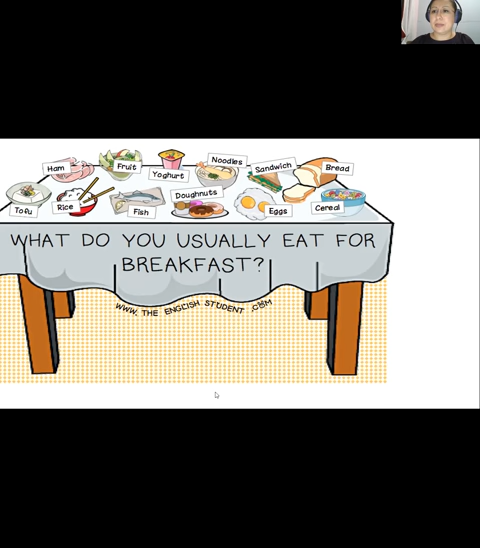 Ham
Fruit
Yoghurt
Noodles
Sandwich
Bread
Tofu
Rice
Fish
Doughnuts
Eggs
Cereal
WHAT DO YOU USUALLY EAT FOR
BREAKFAST?
WWW. THE ENGLISH STUDENT .COM